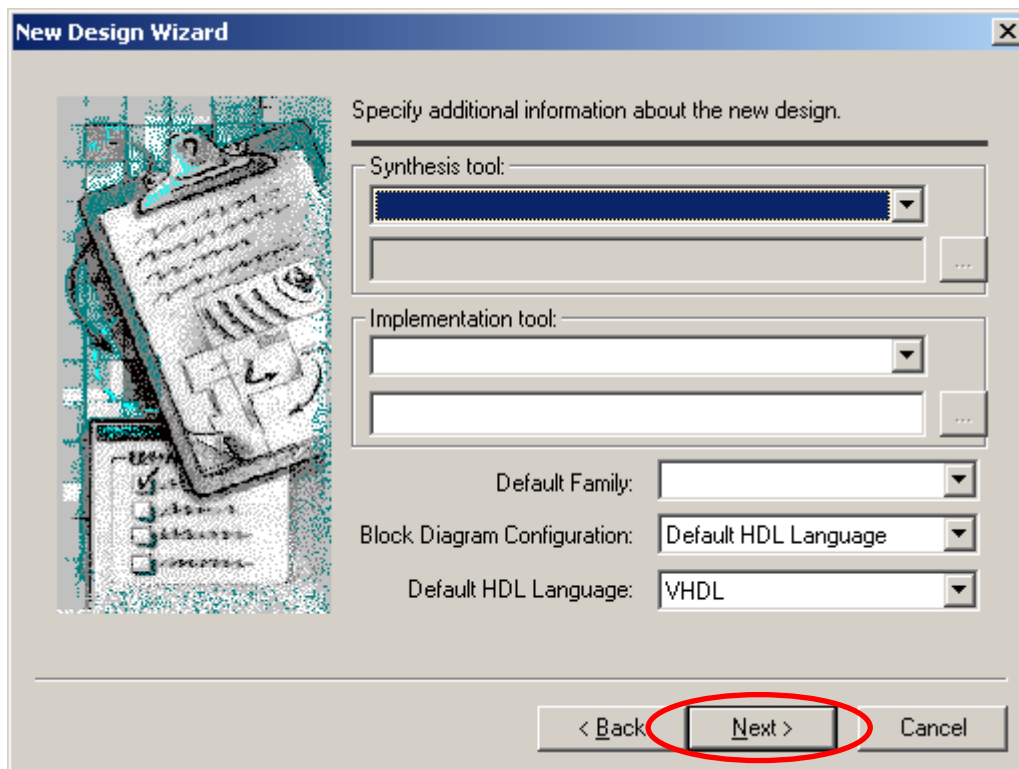 New Design Wizard
Specify additional information about the new design.
Synthesis tool:
...
Implementation tool:
...
Default Family:
Block Diagram Configuration: Default HDL Language
Default HDL Language: VHDL
< Back Next > Cancel